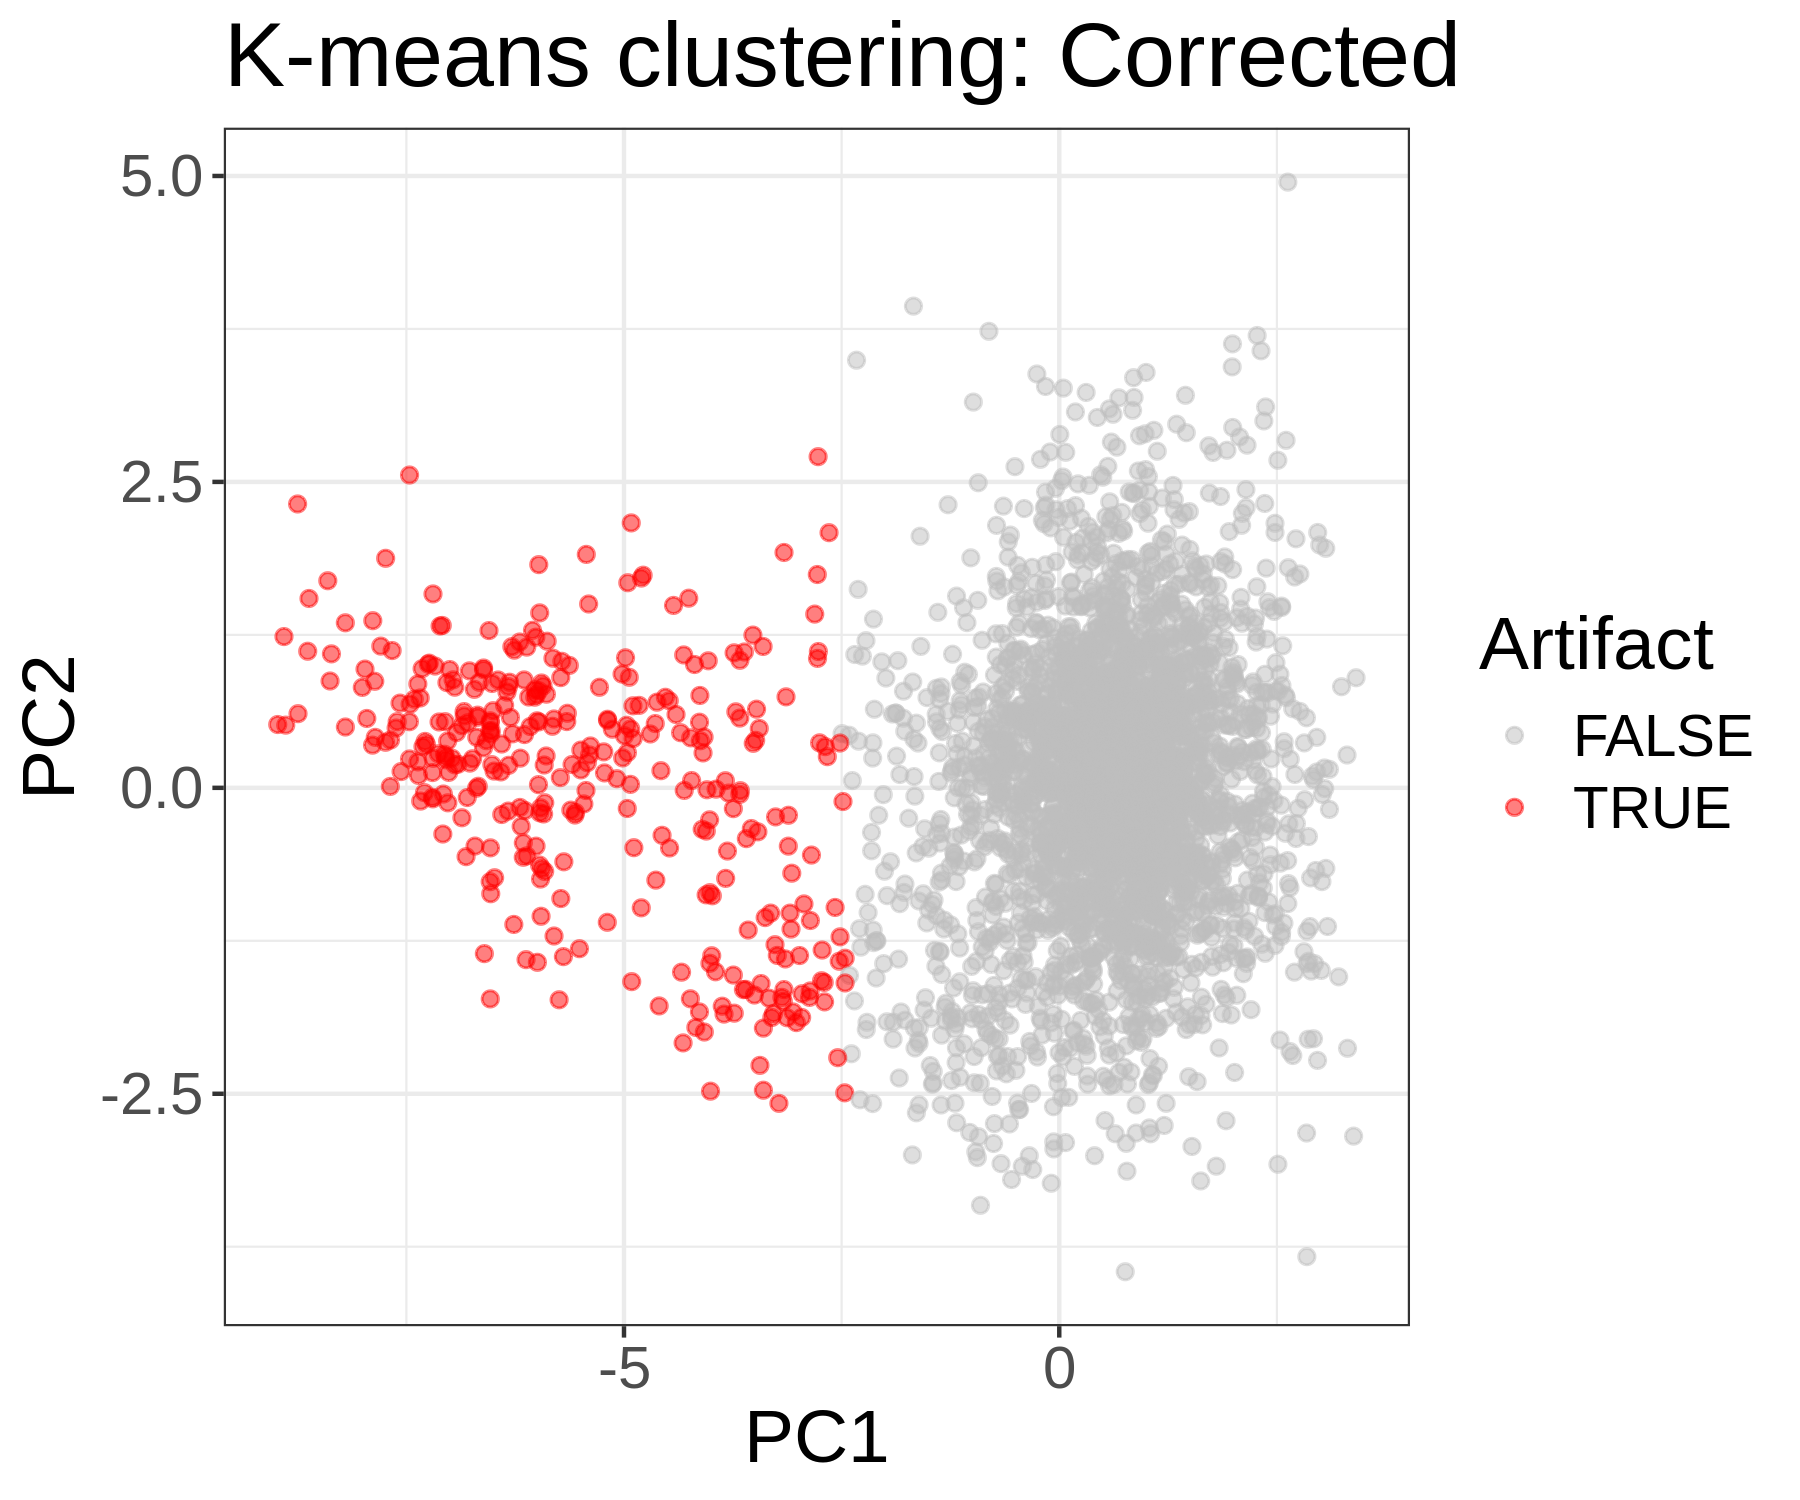 K-means clustering: Corrected
5.0
2.5
0.0
-2.5
PC2
-5
0
PC1
Artifact
FALSE
TRUE